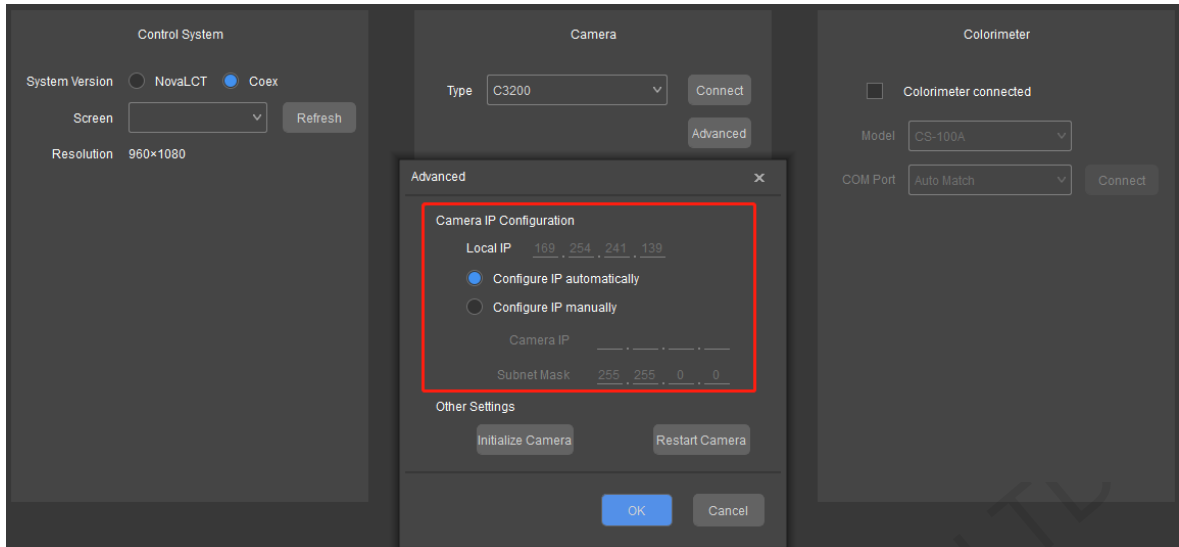 Control System
System Version NovaLCT Coex
Screen Refresh
Resolution 960×1080
Camera
Type C3200 Connect
Advanced
Colorimeter
Colorimeter connected
Model CS-100A
COM Port Auto Match Connect
Advanced ×
Camera IP Configuration
Local IP 169 . 254 . 241 . 139
Configure IP automatically
Configure IP manually
Camera IP . . .
Subnet Mask 255 . 255 . 0 . 0
Other Settings
Initialize Camera Restart Camera
OK Cancel